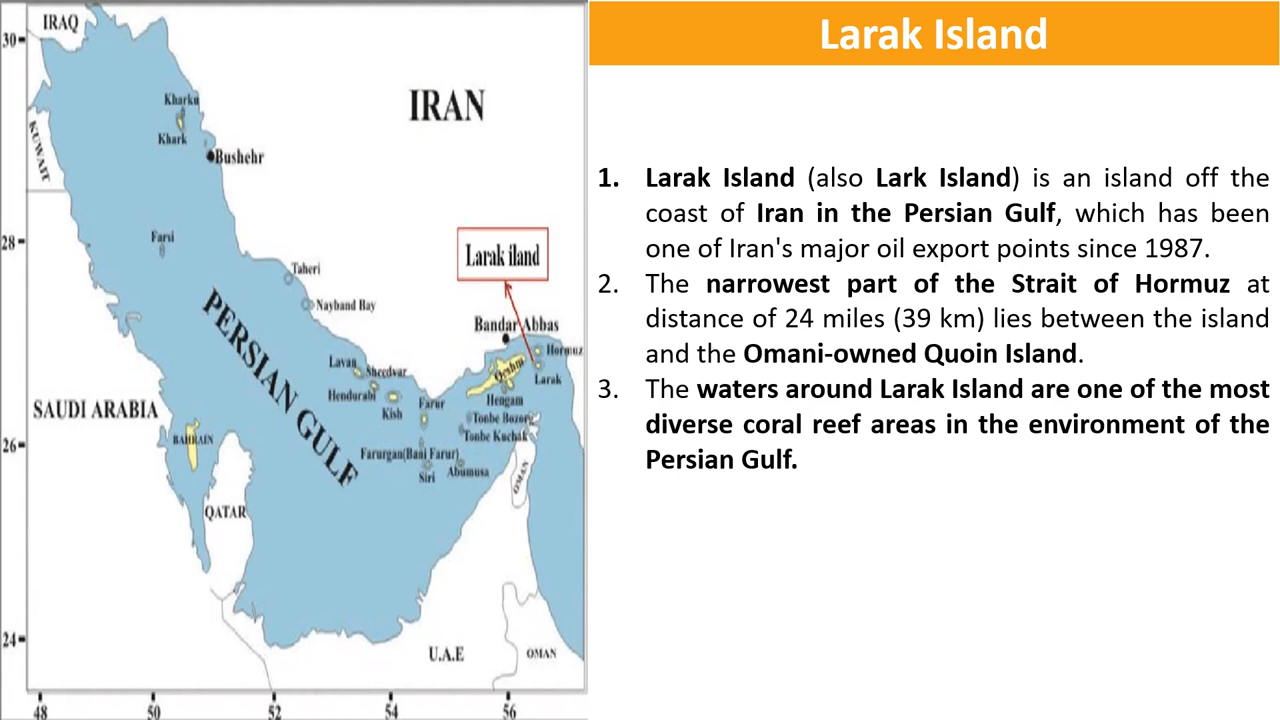 Larak Island
1. Larak Island (also Lark Island) is an island off the
coast of Iran in the Persian Gulf, which has been
one of Iran's major oil export points since 1987.
2. The narrowest part of the Strait of Hormuz at
distance of 24 miles (39 km) lies between the island
and the Omani-owned Quoin Island.
3. The waters around Larak Island are one of the most
diverse coral reef areas in the environment of the
Persian Gulf.
IRAQ
30
Kharku
IRAN
Khark
KUWAIT
Bushehr
28
Farsi
Larak iland
Taheri
Nayband Bay
PERSIAN GULF
Bandar Abbas
Hormuz
Lavan
Sheedvar
Qeshm
Larak
Hendurabi
Kish
Farur
Hengam
SAUDI ARABIA
Tonbe Bozorg
Tonbe Kuchak
26
BAHRAIN
Farurgan(Bani Farur)
Siri
Abumusa
OMAN
QATAR
24
U.A.E
OMAN
48
50
52
54
56